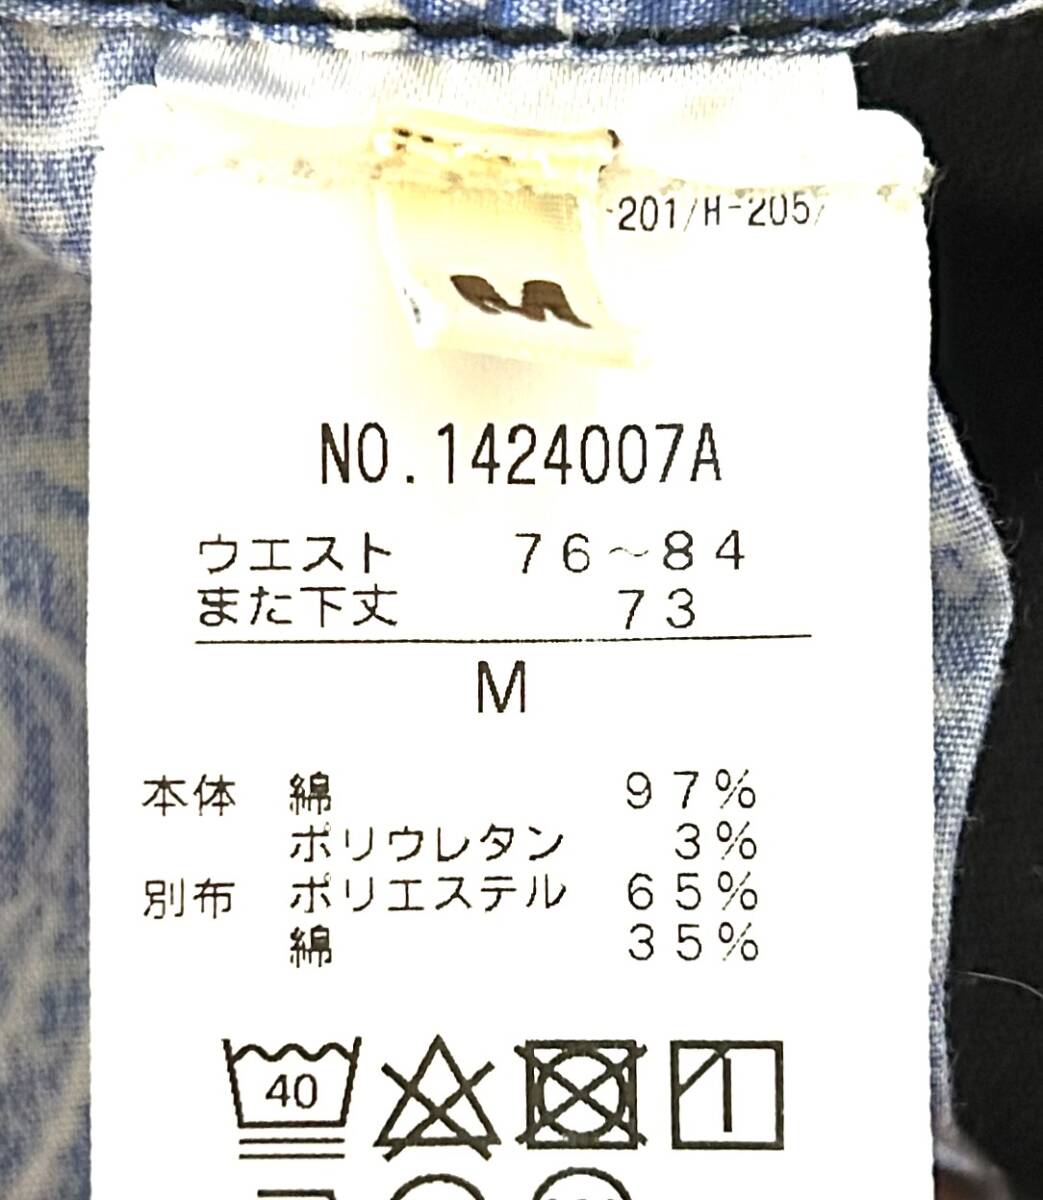 -201/H-205/
M
NO.1424007A
ウエスト 76~84
また下丈 73
M
本体 綿 97%
ポリウレタン 3%
別布 ポリエステル 65%
綿 35%
40